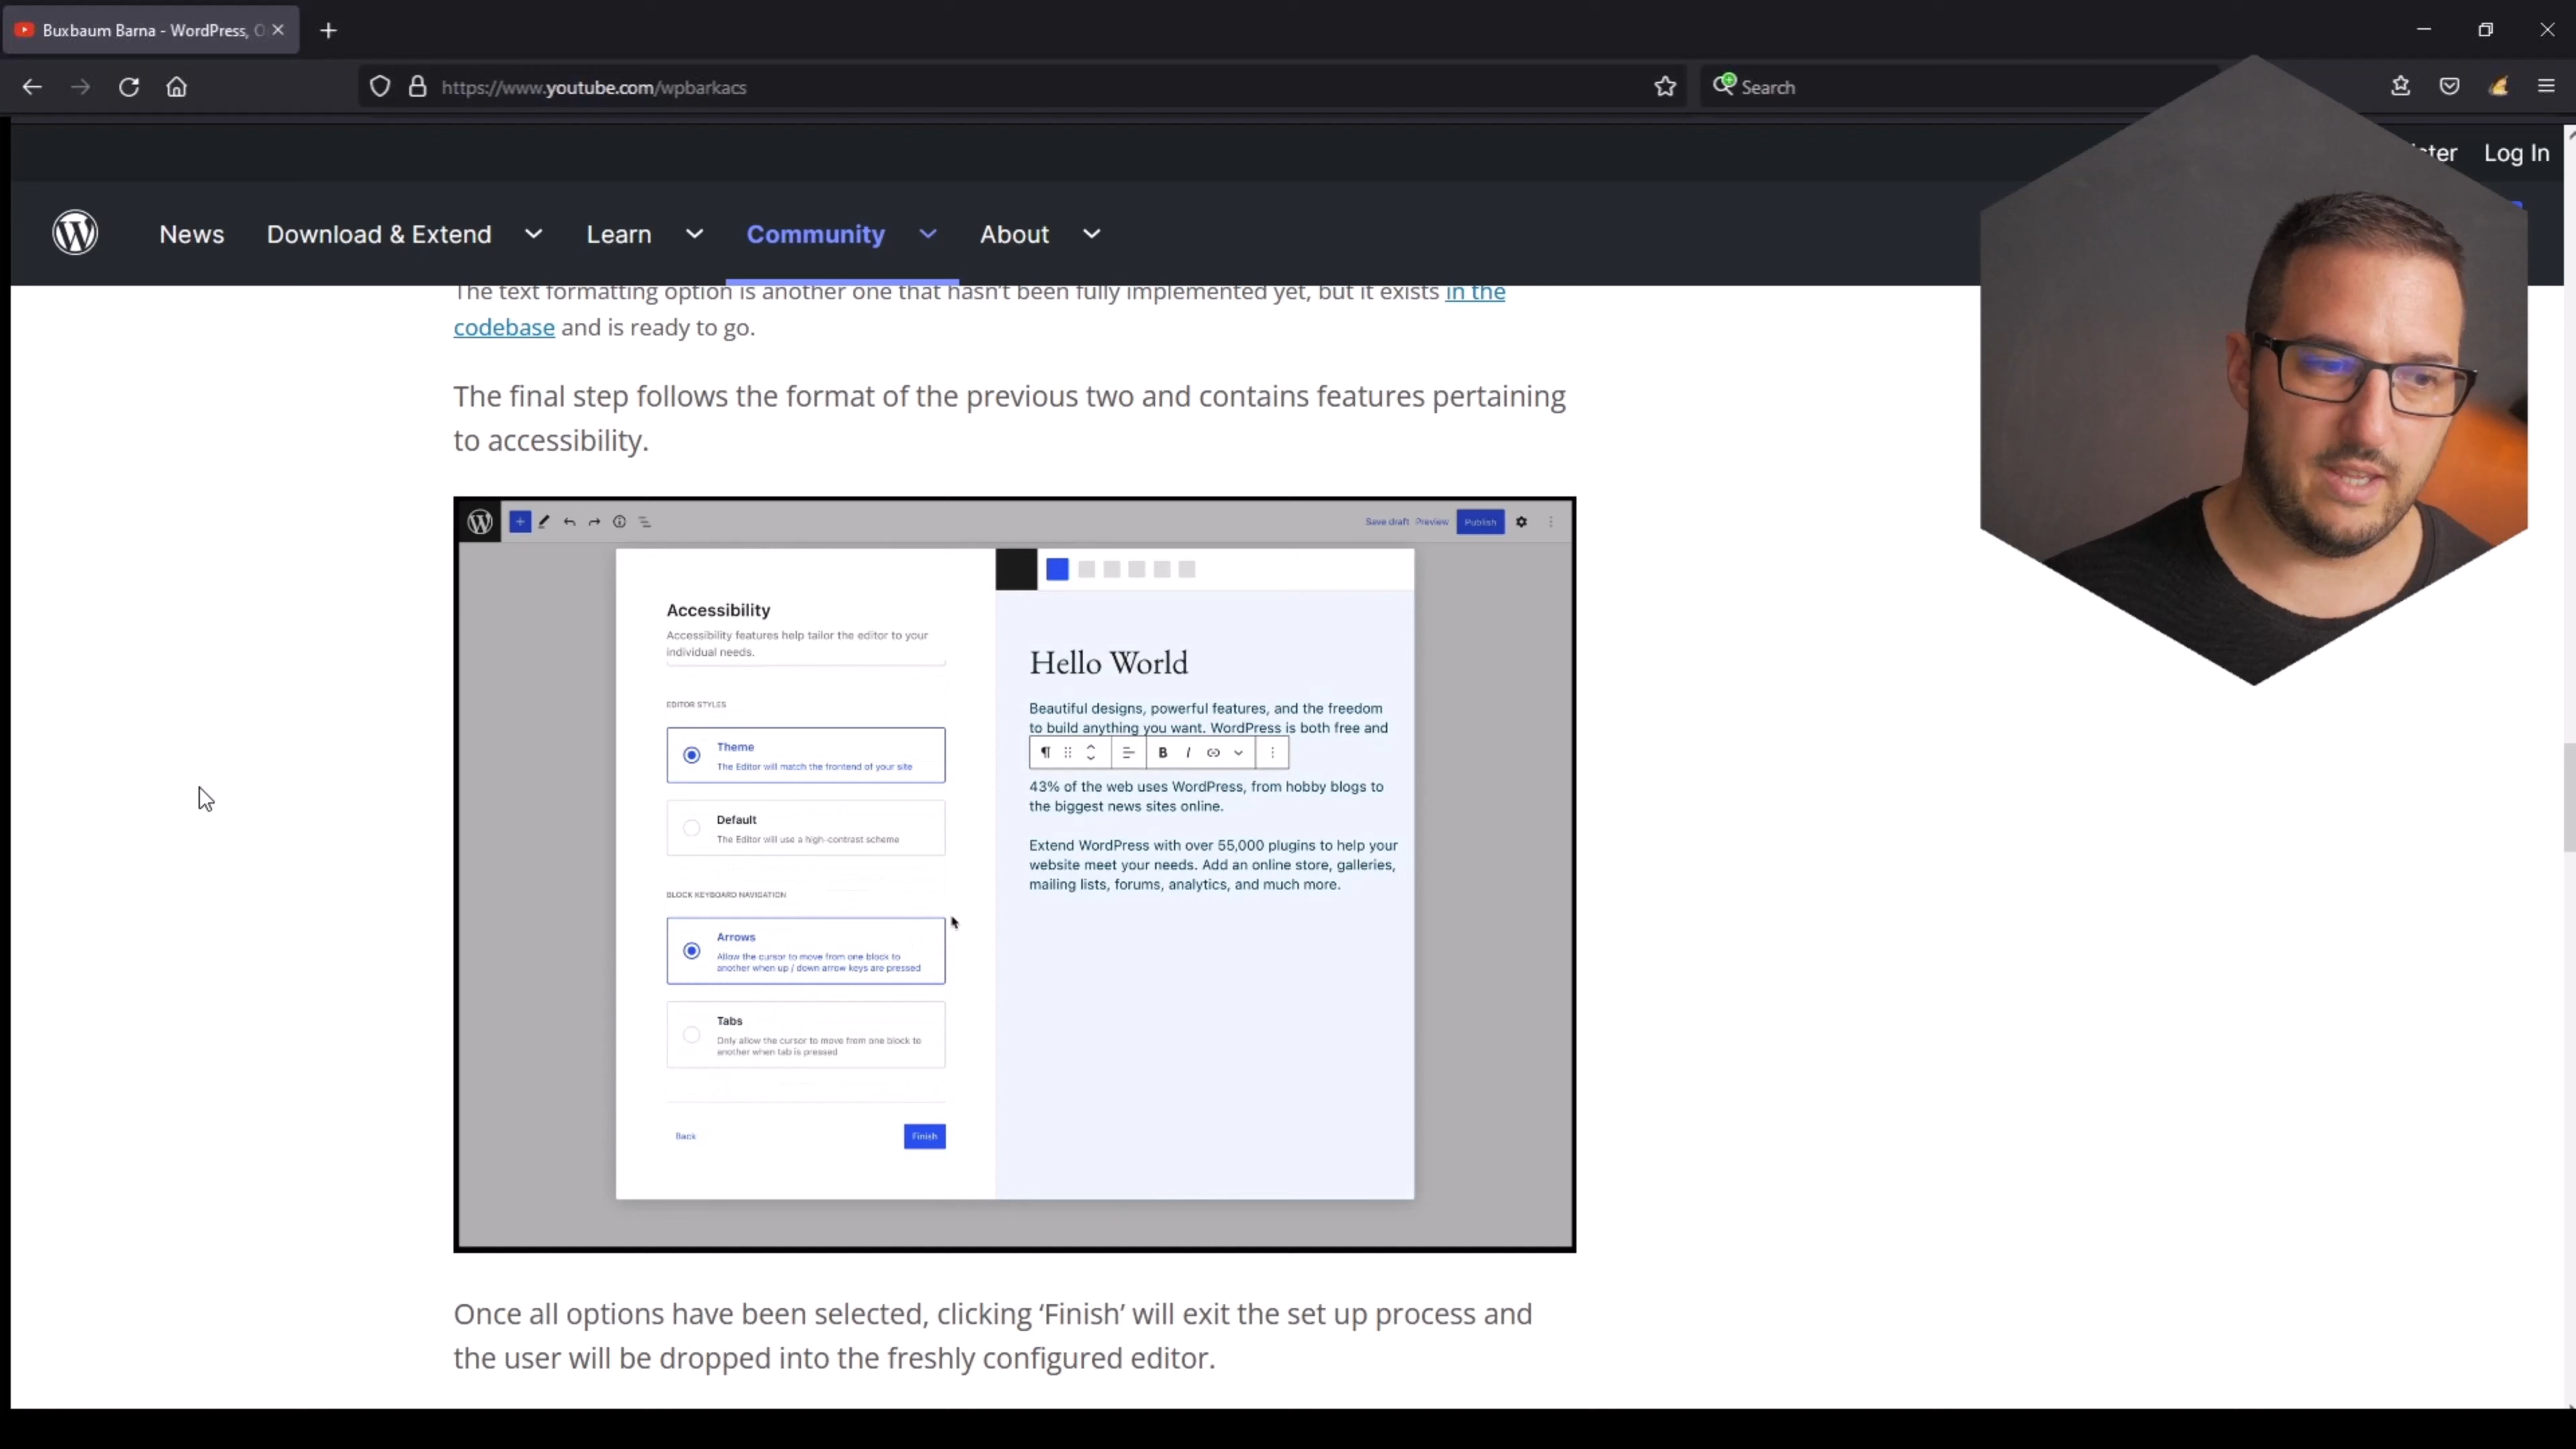 Buxbaum Barna - WordPress, O
https://www.youtube.com/wpbarkacs
Search
Log In
News
Download & Extend
Learn
Community
About
The text formatting option is another one that hasn't been fully implemented yet, but it exists in the
codebase and is ready to go.
The final step follows the format of the previous two and contains features pertaining
to accessibility.
Save draft Preview Publish
Accessibility
Accessibility features help tailor the editor to your
individual needs.
EDITOR STYLES
Theme
The Editor will match the frontend of your site
Default
The Editor will use a high-contrast scheme
BLOCK KEYBOARD NAVIGATION
Arrows
Allow the cursor to move from one block to
another when up / down arrow keys are pressed
Tabs
Only allow the cursor to move from one block to
another when tab is pressed
Back
Finish
Hello World
Beautiful designs, powerful features, and the freedom
to build anything you want. WordPress is both free and
B I
43% of the web uses WordPress, from hobby blogs to
the biggest news sites online.
Extend WordPress with over 55,000 plugins to help your
website meet your needs. Add an online store, galleries,
mailing lists, forums, analytics, and much more.
Once all options have been selected, clicking ‘Finish’ will exit the set up process and
the user will be dropped into the freshly configured editor.